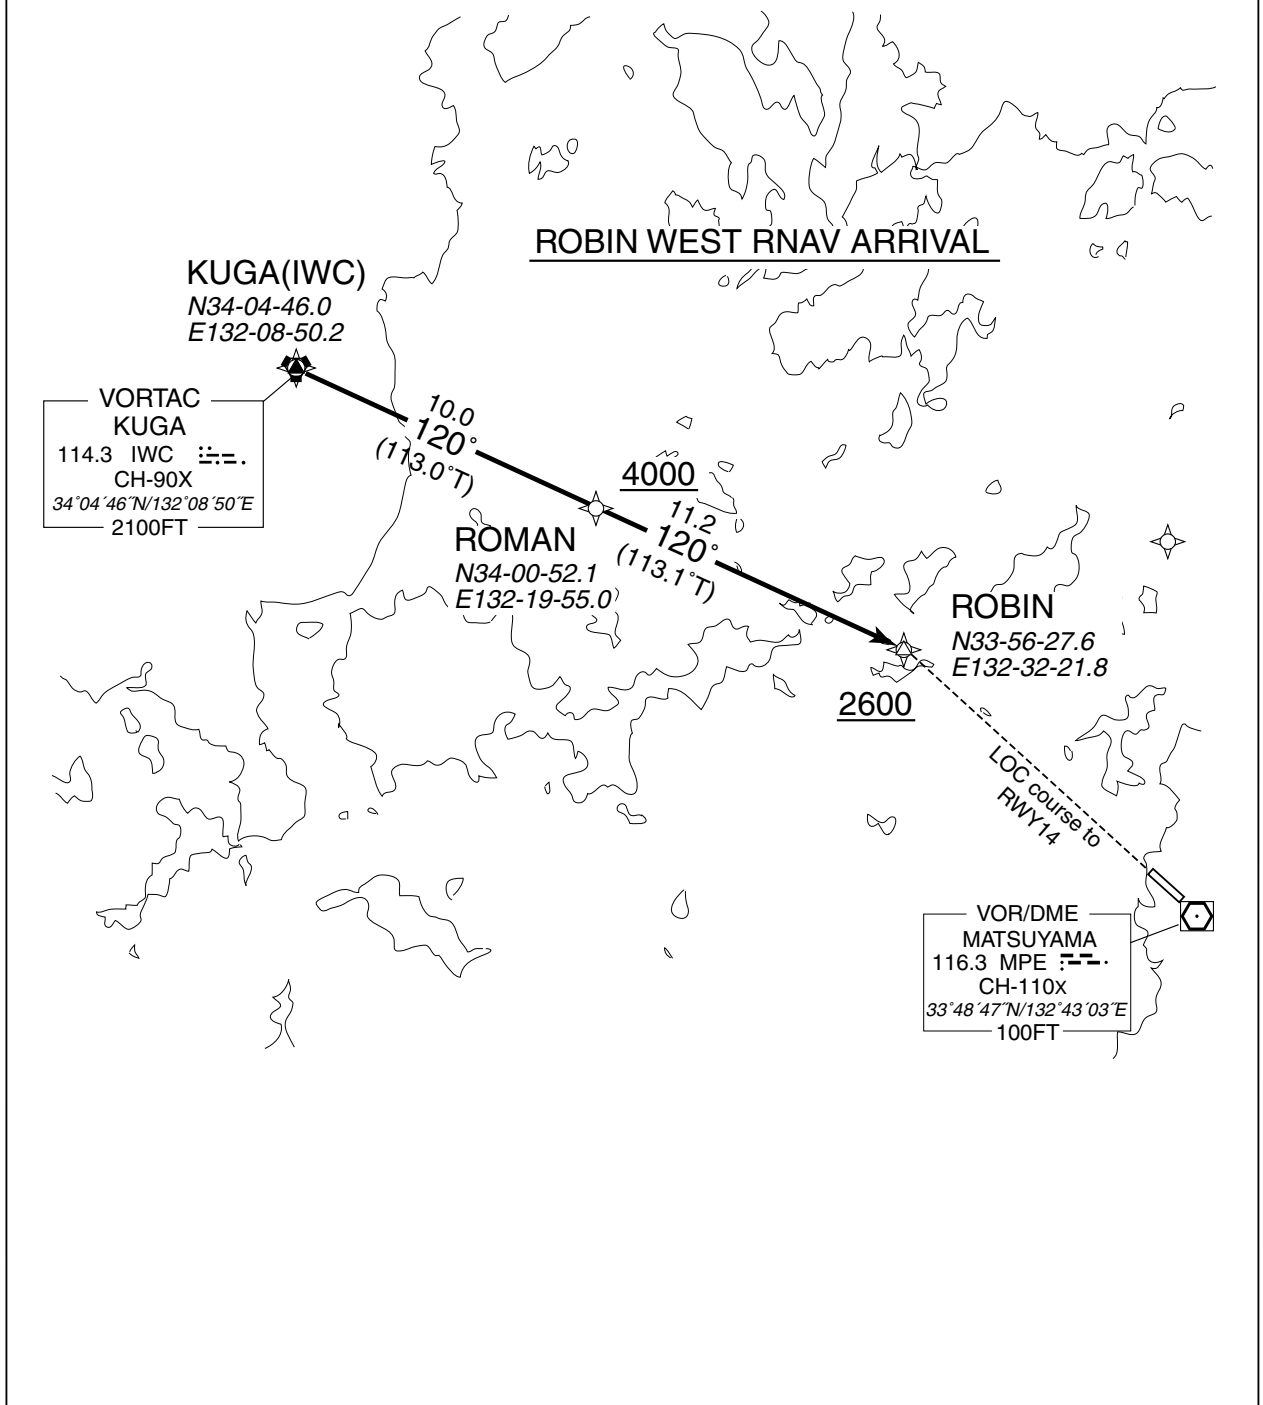 ROBIN WEST RNAV ARRIVAL
KUGA(IWC)
N34-04-46.0
E132-08-50.2
VORTAC
KUGA
114.3 IWC
CH-90X
34°04´46˝N/132°08´50˝E
2100FT
10.0
120°
(113.0°T)
4000
ROMAN
N34-00-52.1
E132-19-55.0
11.2
120°
(113.1°T)
ROBIN
N33-56-27.6
E132-32-21.8
2600
LOC course to
RWY14
VOR/DME
MATSUYAMA
116.3 MPE
CH-110X
33°48´47˝N/132°43´03˝E
100FT